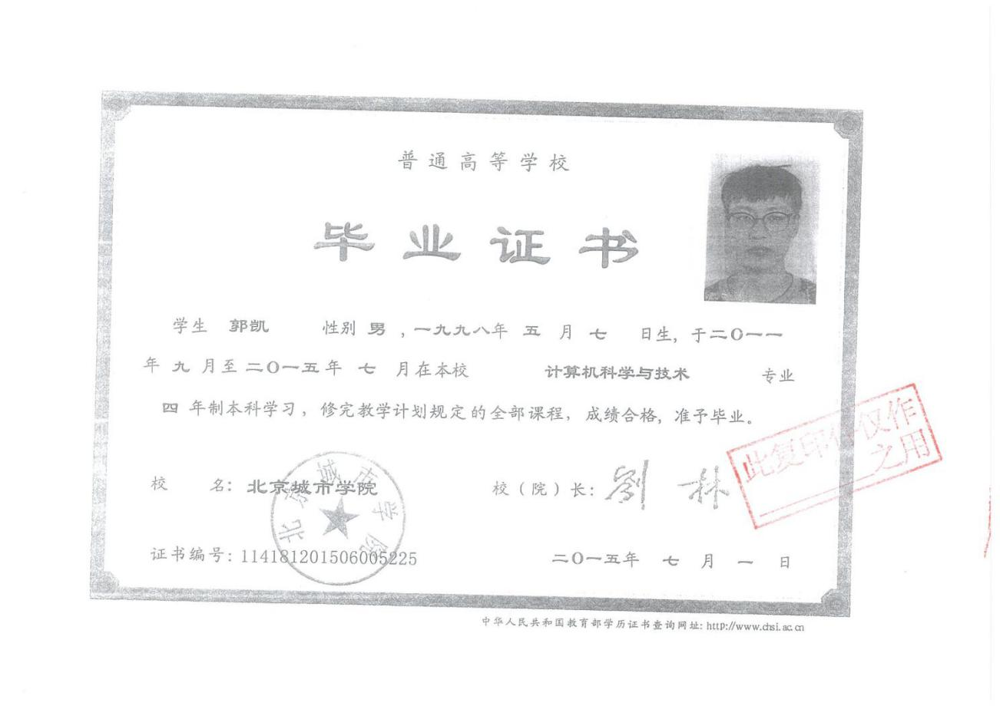 普通高等学校
毕业证书
学生 郭凯 性别 男 ,一九九八年 五 月 七 日生, 于二〇一一
年 九 月至 二〇一五年 七 月在本校 计算机科学与技术 专业
四 年制本科学习, 修完教学计划规定的全部课程, 成绩合格, 准予毕业。
此复印件仅作
之用
校 名: 北京城市学院 校(院)长: 劉林
北京城市学院
证书编号: 114181201506005225 二〇一五年 七 月 一 日
中华人民共和国教育部学历证书查询网址: http://www.chsi.ac.cn